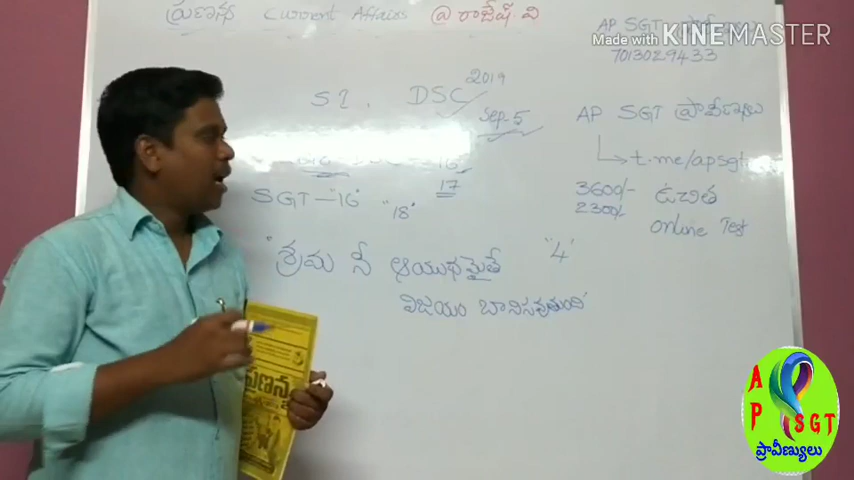 ప్రణాస్వ Current Affairs @ రాజేష్ వి
AP SGT
Made with KINEMASTER
7013029433
SI, DSC 2019
Sep-5
AP SGT ప్రావీణ్యులు
→ t.me/apsgt
16
17
SGT - "16 "18"
3600/- ఉచిత
2300/- online Test
"శ్రమ నీ ఆయుధమైతే "4"
విజయం బానిసవుతుంది"
AP SGT
ప్రావీణ్యులు